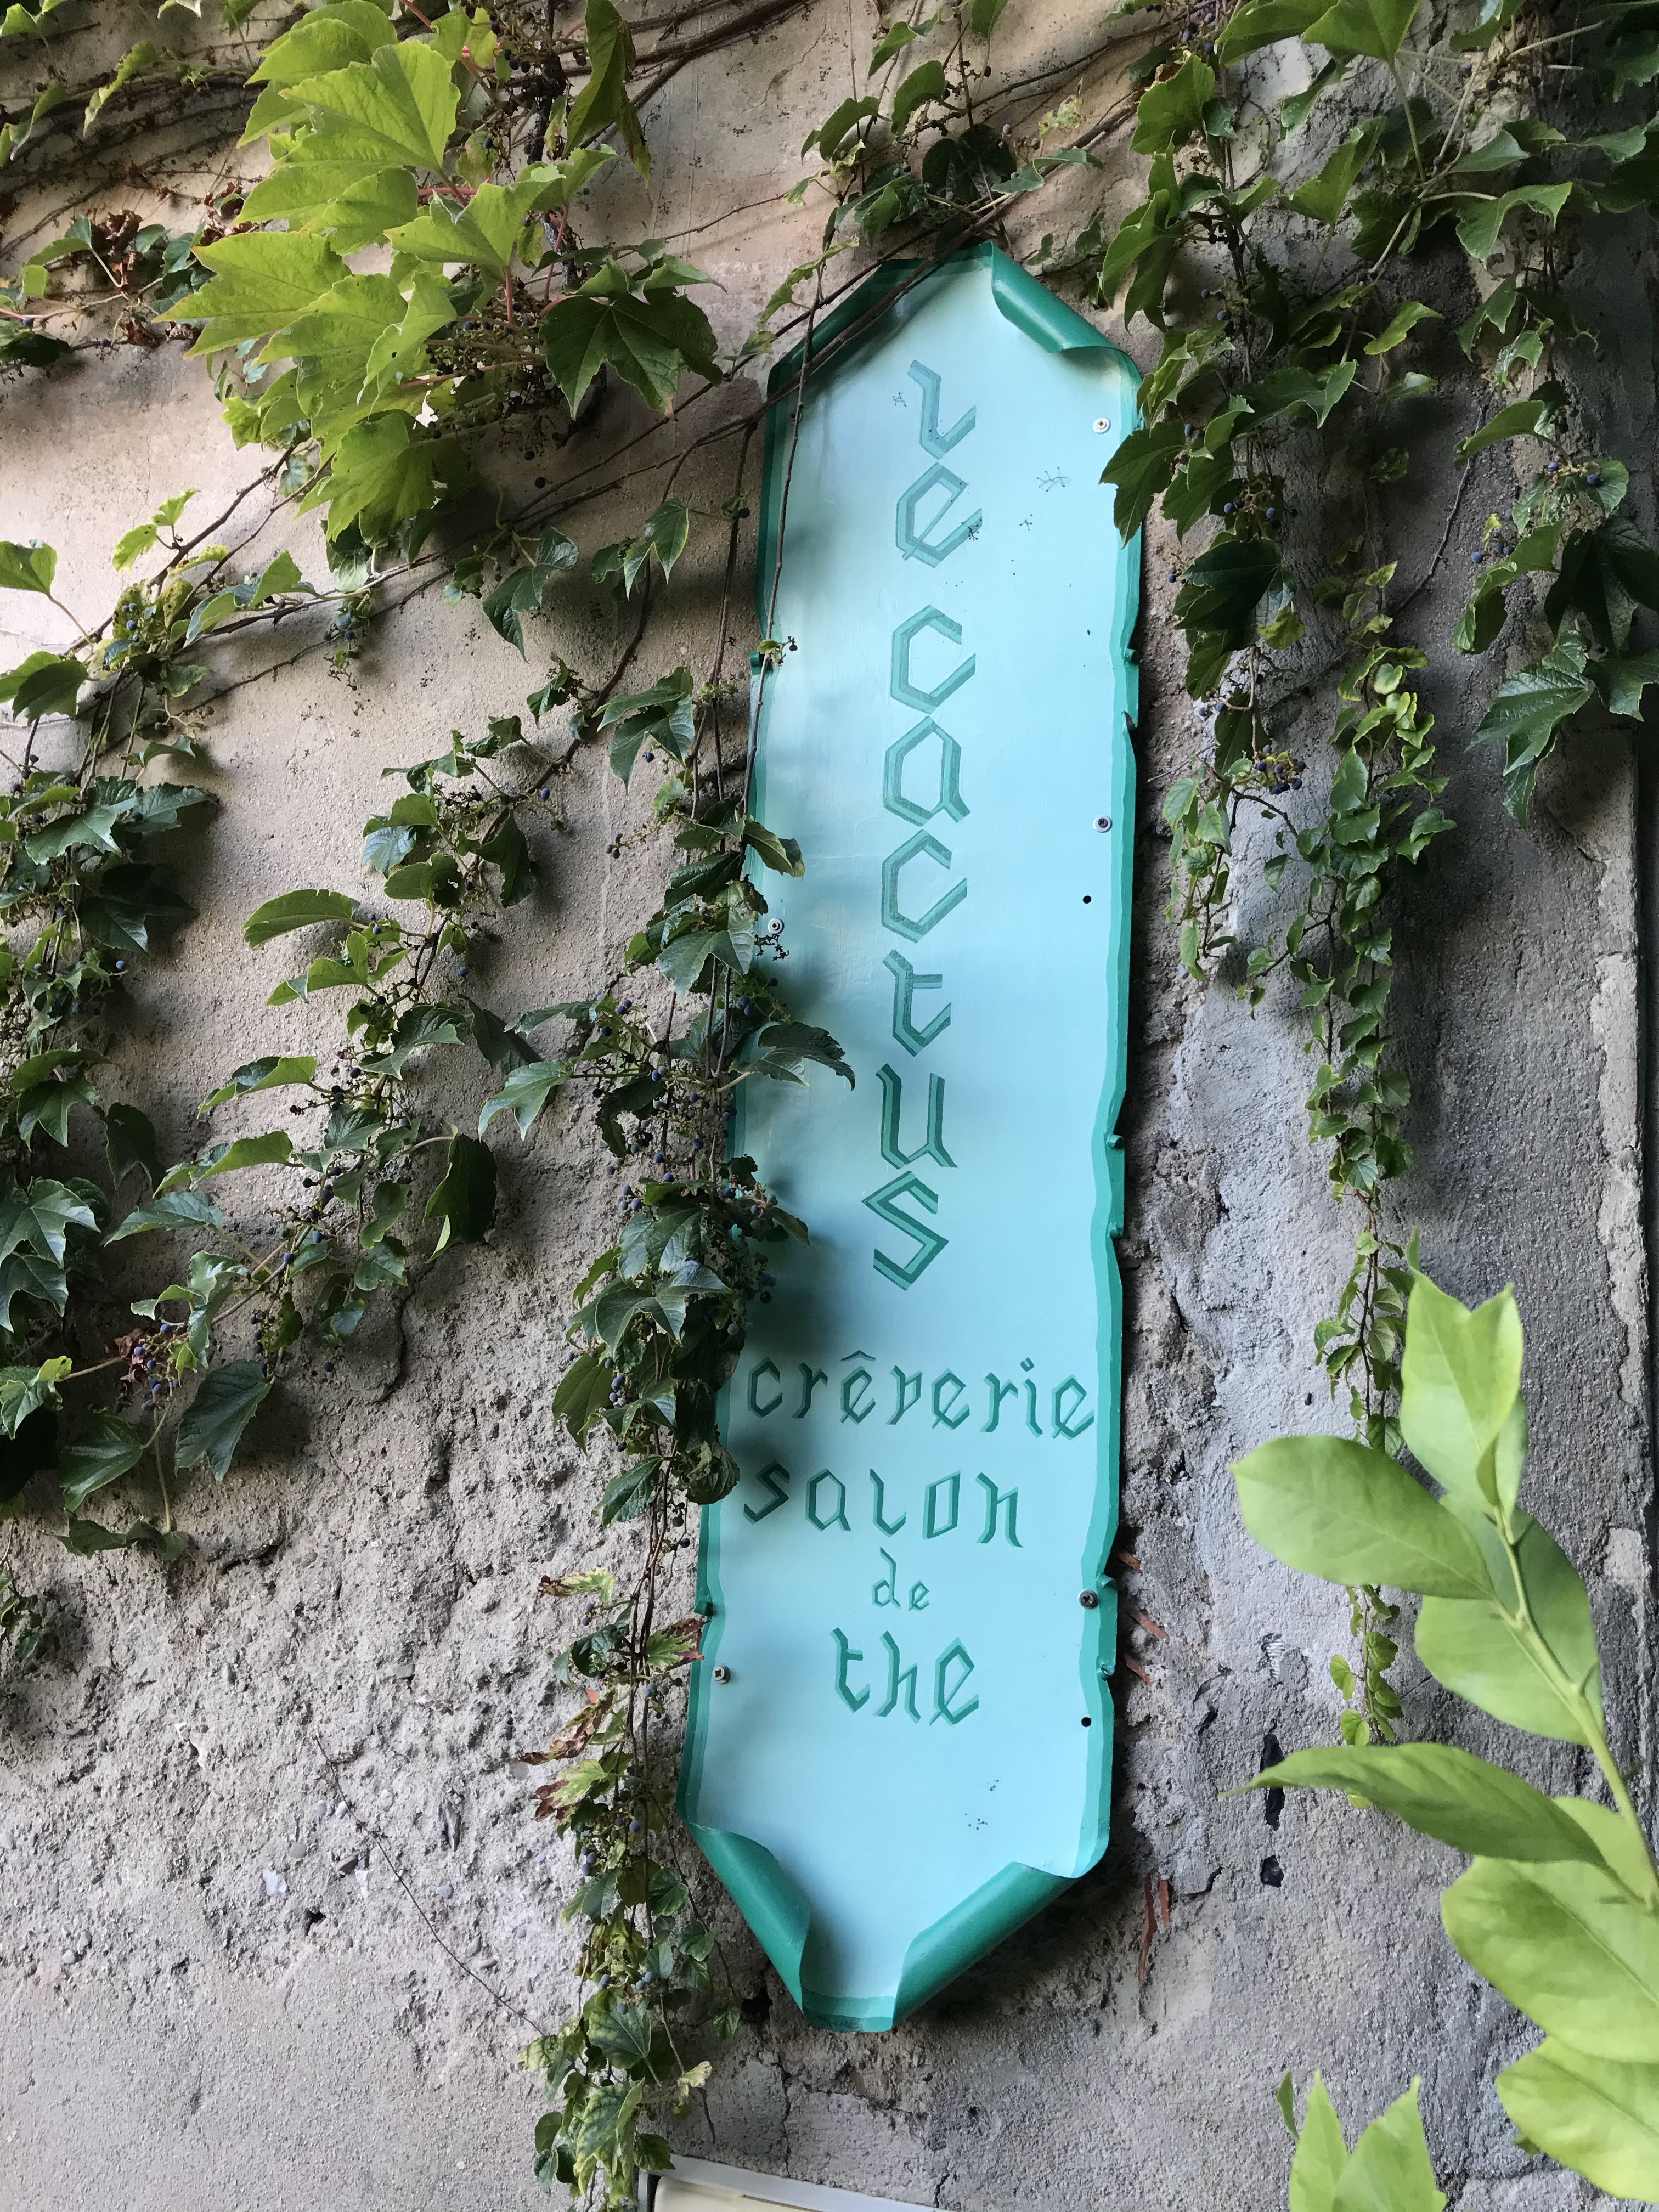 le cactus
crêperie
salon
de
the